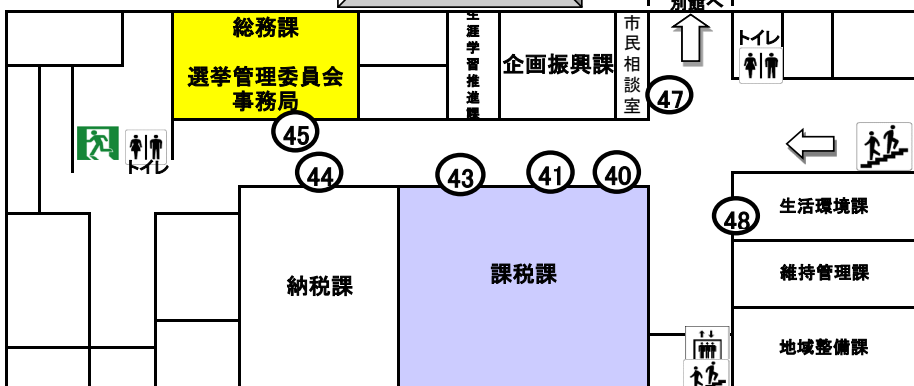 別館へ
総務課
選挙管理委員会
事務局
生涯学習推進課
企画振興課
市民相談室
トイレ
47
45
トイレ
44
43
41
40
48
生活環境課
維持管理課
納税課
課税課
地域整備課